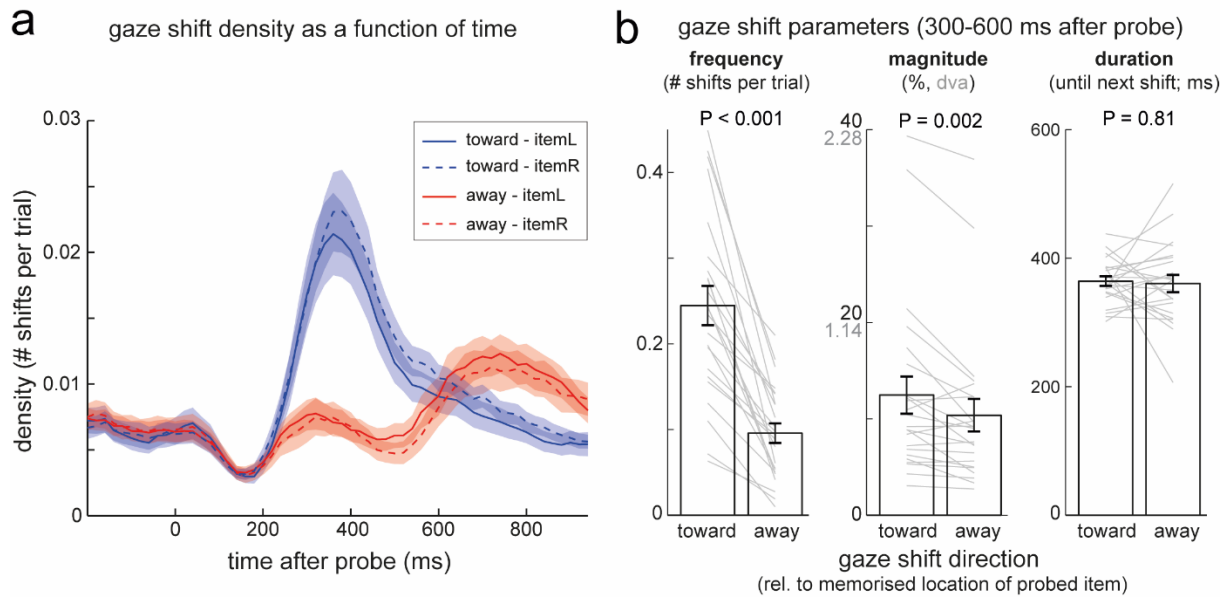 a
gaze shift density as a function of time
0.03
0.02
0.01
0
density (# shifts per trial)
toward - itemL
toward - itemR
away - itemL
away - itemR
0 200 400 600 800
time after probe (ms)
b
gaze shift parameters (300-600 ms after probe)
frequency
(# shifts per trial)
P < 0.001
0.4
0.2
0
toward away
magnitude
(%, dva)
P = 0.002
40
2.28
20
1.14
0
toward away
duration
(until next shift; ms)
P = 0.81
600
400
200
0
toward away
gaze shift direction
(rel. to memorised location of probed item)